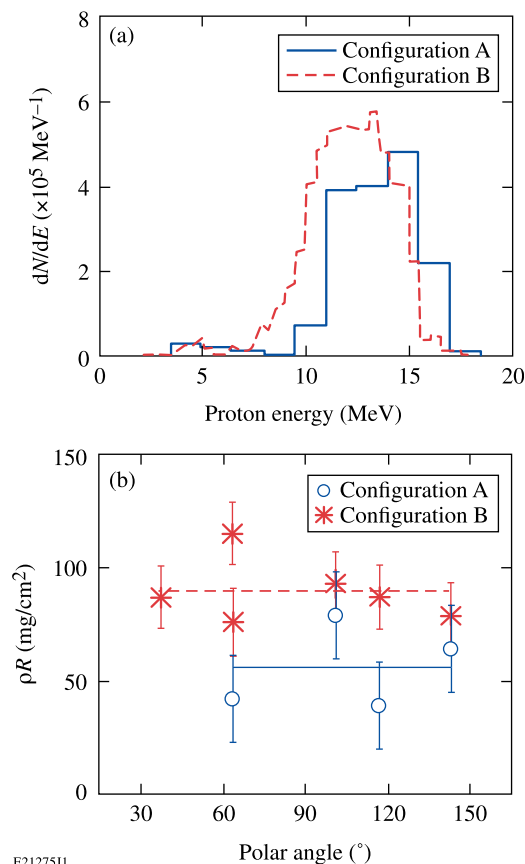 (a)
Configuration A
Configuration B
8
6
4
2
0
dN/dE (×10⁵ MeV⁻¹)
0 5 10 15 20
Proton energy (MeV)
(b)
Configuration A
Configuration B
150
100
50
0
ρR (mg/cm2)
30 60 90 120 150
Polar angle (°)
E21275J1